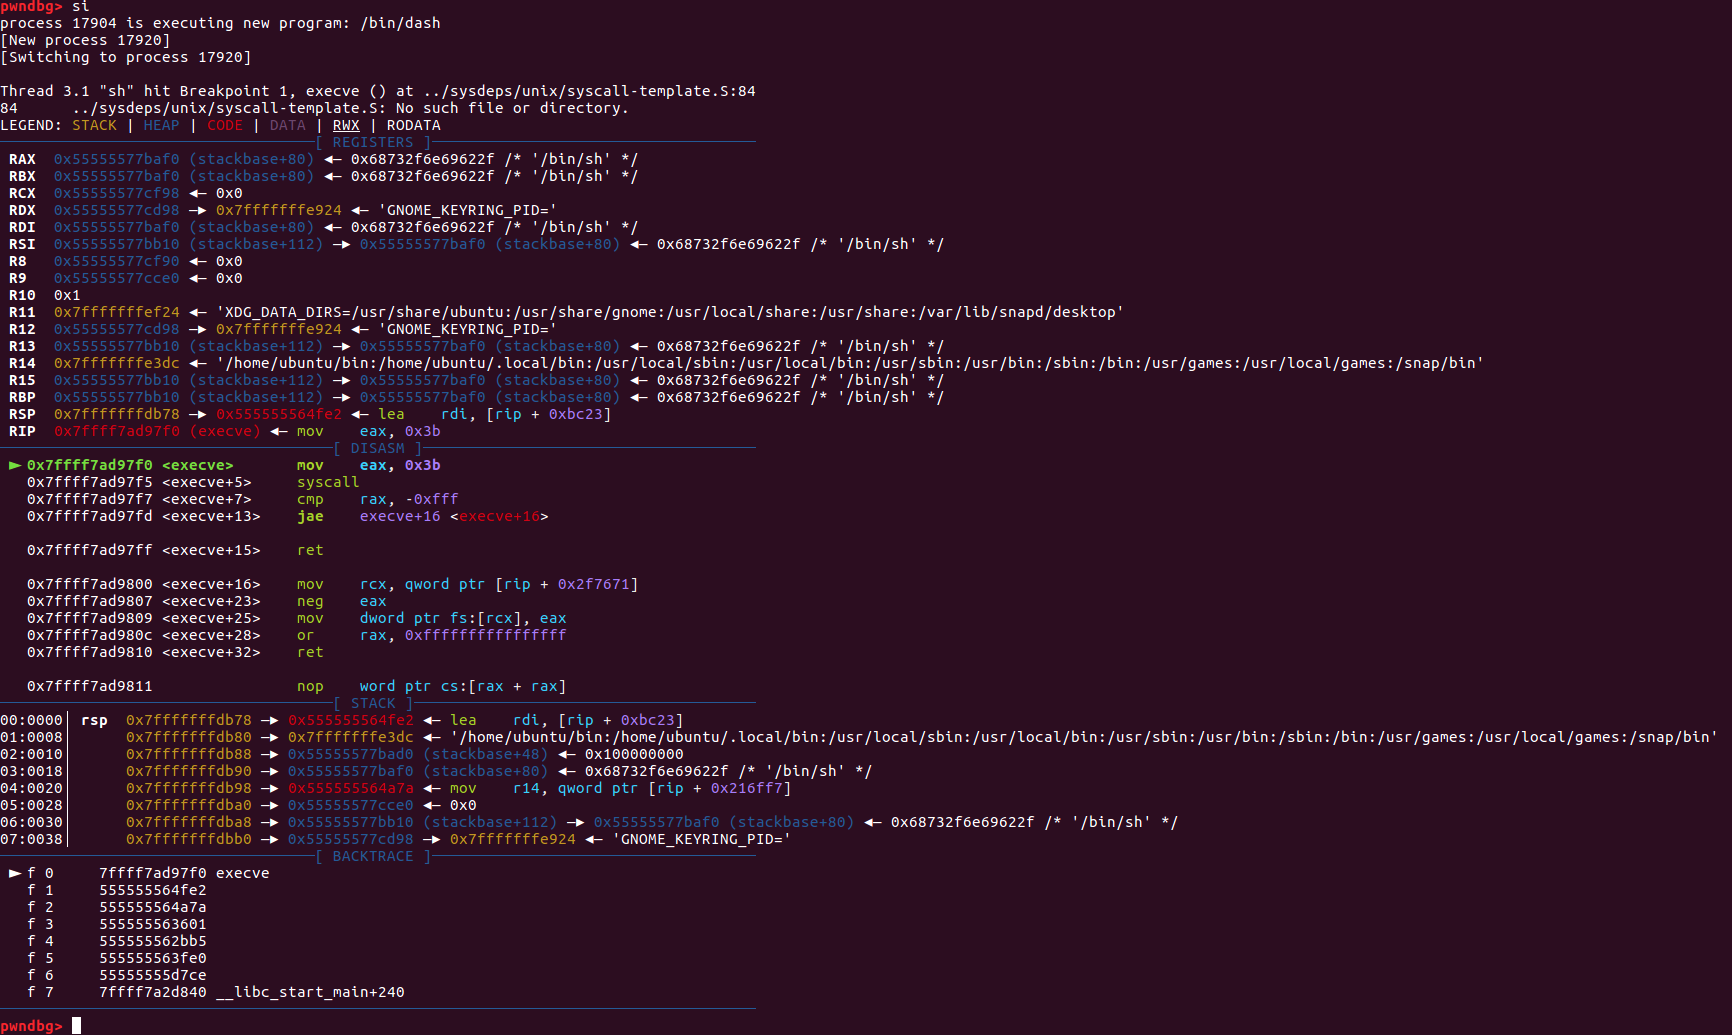 pwndbg> si
process 17904 is executing new program: /bin/dash
[New process 17920]
[Switching to process 17920]
Thread 3.1 "sh" hit Breakpoint 1, execve () at ../sysdeps/unix/syscall-template.S:84
84      ../sysdeps/unix/syscall-template.S: No such file or directory.
LEGEND: STACK | HEAP | CODE | DATA | RWX | RODATA
[ REGISTERS ]
RAX  0x55555577baf0 (stackbase+80) ◄— 0x68732f6e69622f /* '/bin/sh' */
RBX  0x55555577baf0 (stackbase+80) ◄— 0x68732f6e69622f /* '/bin/sh' */
RCX  0x55555577cf98 ◄— 0x0
RDX  0x55555577cd98 —► 0x7fffffffe924 ◄— 'GNOME_KEYRING_PID='
RDI  0x55555577baf0 (stackbase+80) ◄— 0x68732f6e69622f /* '/bin/sh' */
RSI  0x55555577bb10 (stackbase+112) —► 0x55555577baf0 (stackbase+80) ◄— 0x68732f6e69622f /* '/bin/sh' */
R8   0x55555577cf90 ◄— 0x0
R9   0x55555577cce0 ◄— 0x0
R10  0x1
R11  0x7fffffffef24 ◄— 'XDG_DATA_DIRS=/usr/share/ubuntu:/usr/share/gnome:/usr/local/share:/usr/share:/var/lib/snapd/desktop'
R12  0x55555577cd98 —► 0x7fffffffe924 ◄— 'GNOME_KEYRING_PID='
R13  0x55555577bb10 (stackbase+112) —► 0x55555577baf0 (stackbase+80) ◄— 0x68732f6e69622f /* '/bin/sh' */
R14  0x7fffffffe3dc ◄— '/home/ubuntu/bin:/home/ubuntu/.local/bin:/usr/local/sbin:/usr/local/bin:/usr/sbin:/usr/bin:/sbin:/bin:/usr/games:/usr/local/games:/snap/bin'
R15  0x55555577bb10 (stackbase+112) —► 0x55555577baf0 (stackbase+80) ◄— 0x68732f6e69622f /* '/bin/sh' */
RBP  0x55555577bb10 (stackbase+112) —► 0x55555577baf0 (stackbase+80) ◄— 0x68732f6e69622f /* '/bin/sh' */
RSP  0x7fffffffdb78 —► 0x555555564fe2 ◄— lea    rdi, [rip + 0xbc23]
RIP  0x7ffff7ad97f0 (execve) ◄— mov    eax, 0x3b
[ DISASM ]
► 0x7ffff7ad97f0 <execve>       mov    eax, 0x3b
0x7ffff7ad97f5 <execve+5>     syscall
0x7ffff7ad97f7 <execve+7>     cmp    rax, -0xfff
0x7ffff7ad97fd <execve+13>    jae    execve+16 <execve+16>
0x7ffff7ad97ff <execve+15>    ret
0x7ffff7ad9800 <execve+16>    mov    rcx, qword ptr [rip + 0x2f7671]
0x7ffff7ad9807 <execve+23>    neg    eax
0x7ffff7ad9809 <execve+25>    mov    dword ptr fs:[rcx], eax
0x7ffff7ad980c <execve+28>    or     rax, 0xffffffffffffffff
0x7ffff7ad9810 <execve+32>    ret
0x7ffff7ad9811                nop    word ptr cs:[rax + rax]
[ STACK ]
00:0000│ rsp  0x7fffffffdb78 —► 0x555555564fe2 ◄— lea    rdi, [rip + 0xbc23]
01:0008│      0x7fffffffdb80 —► 0x7fffffffe3dc ◄— '/home/ubuntu/bin:/home/ubuntu/.local/bin:/usr/local/sbin:/usr/local/bin:/usr/sbin:/usr/bin:/sbin:/bin:/usr/games:/usr/local/games:/snap/bin'
02:0010│      0x7fffffffdb88 —► 0x55555577bad0 (stackbase+48) ◄— 0x100000000
03:0018│      0x7fffffffdb90 —► 0x55555577baf0 (stackbase+80) ◄— 0x68732f6e69622f /* '/bin/sh' */
04:0020│      0x7fffffffdb98 —► 0x555555564a7a ◄— mov    r14, qword ptr [rip + 0x216ff7]
05:0028│      0x7fffffffdba0 —► 0x55555577cce0 ◄— 0x0
06:0030│      0x7fffffffdba8 —► 0x55555577bb10 (stackbase+112) —► 0x55555577baf0 (stackbase+80) ◄— 0x68732f6e69622f /* '/bin/sh' */
07:0038│      0x7fffffffdbb0 —► 0x55555577cd98 —► 0x7fffffffe924 ◄— 'GNOME_KEYRING_PID='
[ BACKTRACE ]
► f 0     7ffff7ad97f0 execve
f 1     555555564fe2
f 2     555555564a7a
f 3     555555563601
f 4     555555562bb5
f 5     555555563fe0
f 6     55555555d7ce
f 7     7ffff7a2d840 __libc_start_main+240
pwndbg>